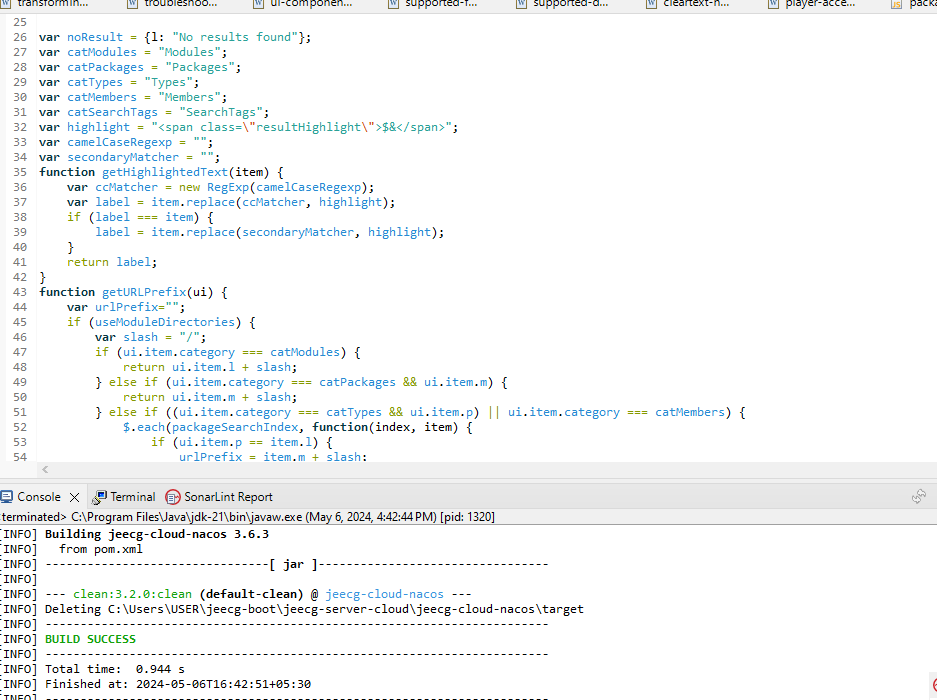 transformin...
troubleshoo...
ui-componen...
supported-f...
supported-d...
cleartext-n...
player-acce...
packa
25
26 var noResult = {l: "No results found"};
27 var catModules = "Modules";
28 var catPackages = "Packages";
29 var catTypes = "Types";
30 var catMembers = "Members";
31 var catSearchTags = "SearchTags";
32 var highlight = "<span class=\"resultHighlight\">$&</span>";
33 var camelCaseRegexp = "";
34 var secondaryMatcher = "";
35 function getHighlightedText(item) {
36     var ccMatcher = new RegExp(camelCaseRegexp);
37     var label = item.replace(ccMatcher, highlight);
38     if (label === item) {
39         label = item.replace(secondaryMatcher, highlight);
40     }
41     return label;
42 }
43 function getURLPrefix(ui) {
44     var urlPrefix="";
45     if (useModuleDirectories) {
46         var slash = "/";
47         if (ui.item.category === catModules) {
48             return ui.item.l + slash;
49         } else if (ui.item.category === catPackages && ui.item.m) {
50             return ui.item.m + slash;
51         } else if ((ui.item.category === catTypes && ui.item.p) || ui.item.category === catMembers) {
52             $.each(packageSearchIndex, function(index, item) {
53                 if (ui.item.p == item.l) {
54                     urlPrefix = item.m + slash;
Console
Terminal
SonarLint Report
terminated> C:\Program Files\Java\jdk-21\bin\javaw.exe (May 6, 2024, 4:42:44 PM) [pid: 1320]
[INFO] Building jeecg-cloud-nacos 3.6.3
[INFO]   from pom.xml
[INFO] --------------------------------[ jar ]---------------------------------
[INFO]
[INFO] --- clean:3.2.0:clean (default-clean) @ jeecg-cloud-nacos ---
[INFO] Deleting C:\Users\USER\jeecg-boot\jeecg-server-cloud\jeecg-cloud-nacos\target
[INFO] ------------------------------------------------------------------------
[INFO] BUILD SUCCESS
[INFO] ------------------------------------------------------------------------
[INFO] Total time:  0.944 s
[INFO] Finished at: 2024-05-06T16:42:51+05:30
[INFO] ------------------------------------------------------------------------